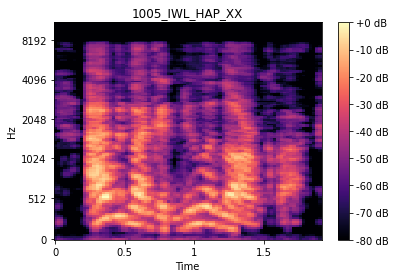 1005_IWL_HAP_XX
+0 dB
8192
-10 dB
4096
-20 dB
-30 dB
2048
Hz
-40 dB
1024
-50 dB
512
-60 dB
-70 dB
0
-80 dB
0
0.5
1
1.5
Time